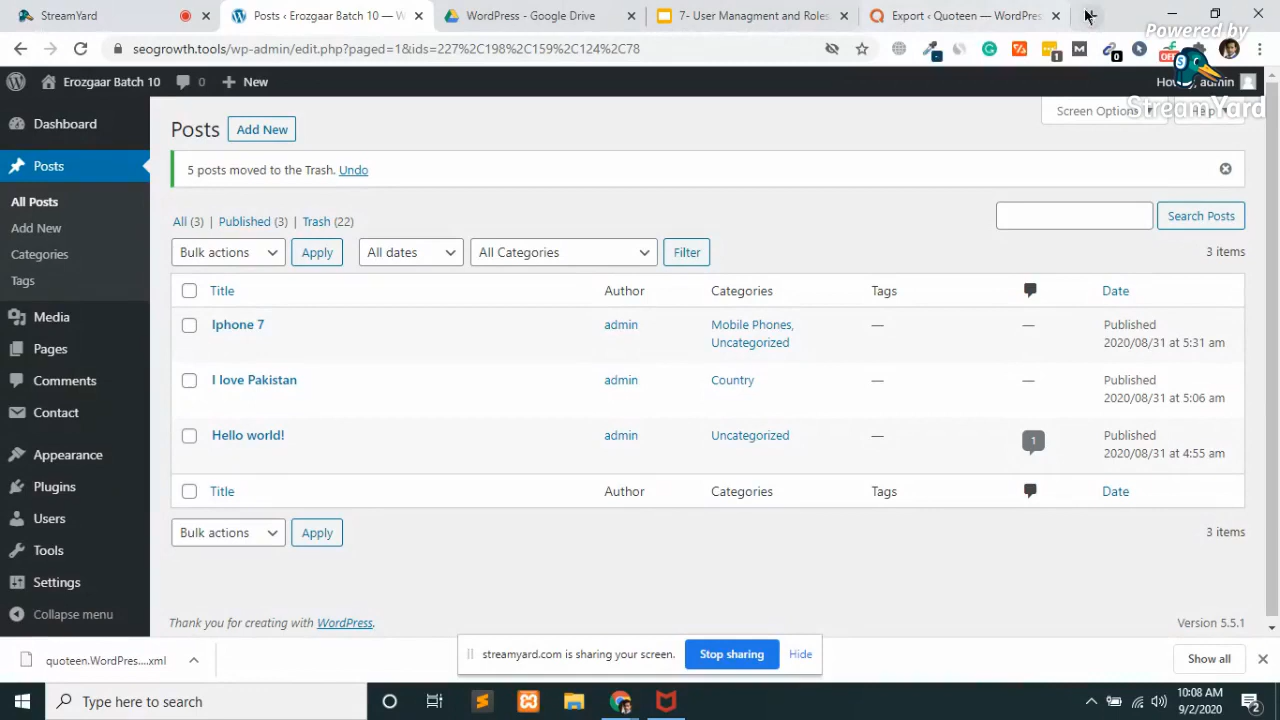 StreamYard
Posts ‹ Erozgaar Batch 10 — W
WordPress - Google Drive
7- User Managment and Roles
Export ‹ Quoteen — WordPres
Powered by
StreamYard
seogrowth.tools/wp-admin/edit.php?paged=1&ids=227%2C198%2C159%2C124%2C78
Erozgaar Batch 10
0
New
Howdy, admin
Dashboard
Posts
All Posts
Add New
Categories
Tags
Media
Pages
Comments
Contact
Appearance
Plugins
Users
Tools
Settings
Collapse menu
Screen Options
Help
Posts
Add New
5 posts moved to the Trash. Undo
All (3) | Published (3) | Trash (22)
Search Posts
Bulk actions
Apply
All dates
All Categories
Filter
3 items
Title
Author
Categories
Tags
Date
Iphone 7
admin
Mobile Phones,
Uncategorized
—
—
Published
2020/08/31 at 5:31 am
I love Pakistan
admin
Country
—
—
Published
2020/08/31 at 5:06 am
Hello world!
admin
Uncategorized
—
1
Published
2020/08/31 at 4:55 am
Title
Author
Categories
Tags
Date
Bulk actions
Apply
3 items
Thank you for creating with WordPress.
Version 5.5.1
quoteen.WordPres....xml
streamyard.com is sharing your screen.
Stop sharing
Hide
Show all
Type here to search
10:08 AM
9/2/2020
2